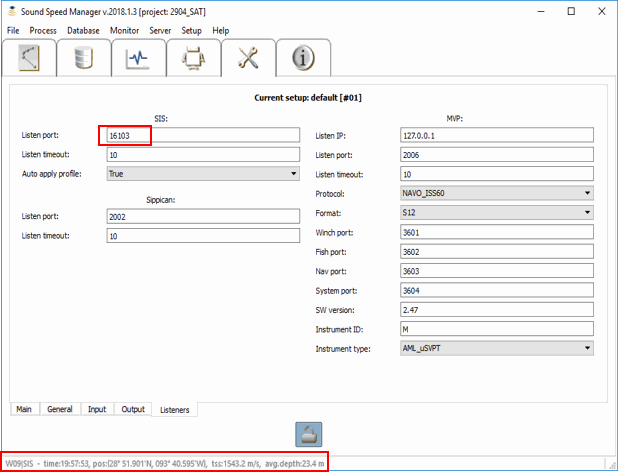 Sound Speed Manager v.2018.1.3 [project: 2904_SAT]
File Process Database Monitor Server Setup Help
Current setup: default [#01]
SIS:
Listen port: 16103
Listen timeout: 10
Auto apply profile: True
Sippican:
Listen port: 2002
Listen timeout: 10
MVP:
Listen IP: 127.0.0.1
Listen port: 2006
Listen timeout: 10
Protocol: NAVO_ISS60
Format: S12
Winch port: 3601
Fish port: 3602
Nav port: 3603
System port: 3604
SW version: 2.47
Instrument ID: M
Instrument type: AML_uSVPT
Main General Input Output Listeners
W09|SIS - time:19:57:53, pos:(28° 51.901'N, 093° 40.595'W), tss:1543.2 m/s, avg.depth:23.4 m